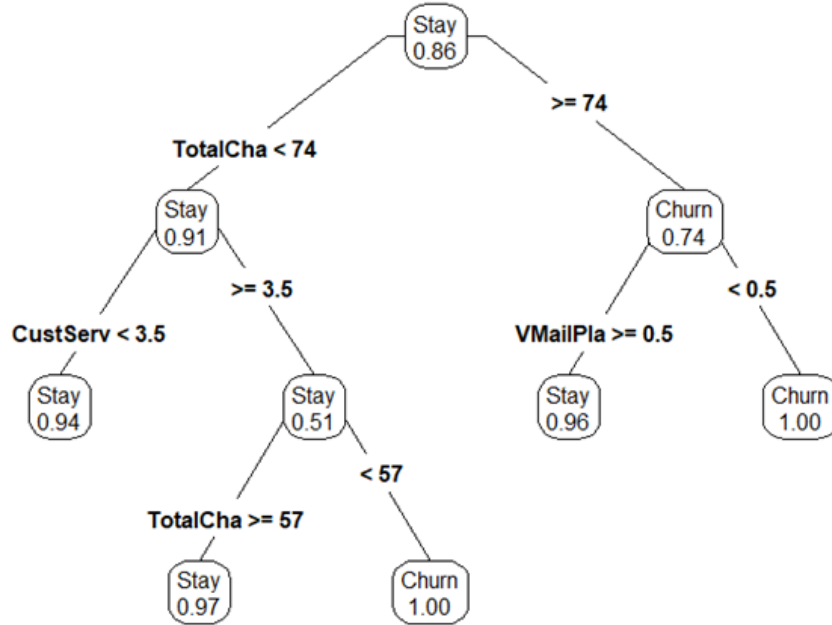 Stay
0.86
>= 74
TotalCha < 74
Stay
0.91
Churn
0.74
>= 3.5
< 0.5
CustServ < 3.5
VMailPla >= 0.5
Stay
0.94
Stay
0.51
Stay
0.96
Churn
1.00
< 57
TotalCha >= 57
Stay
0.97
Churn
1.00